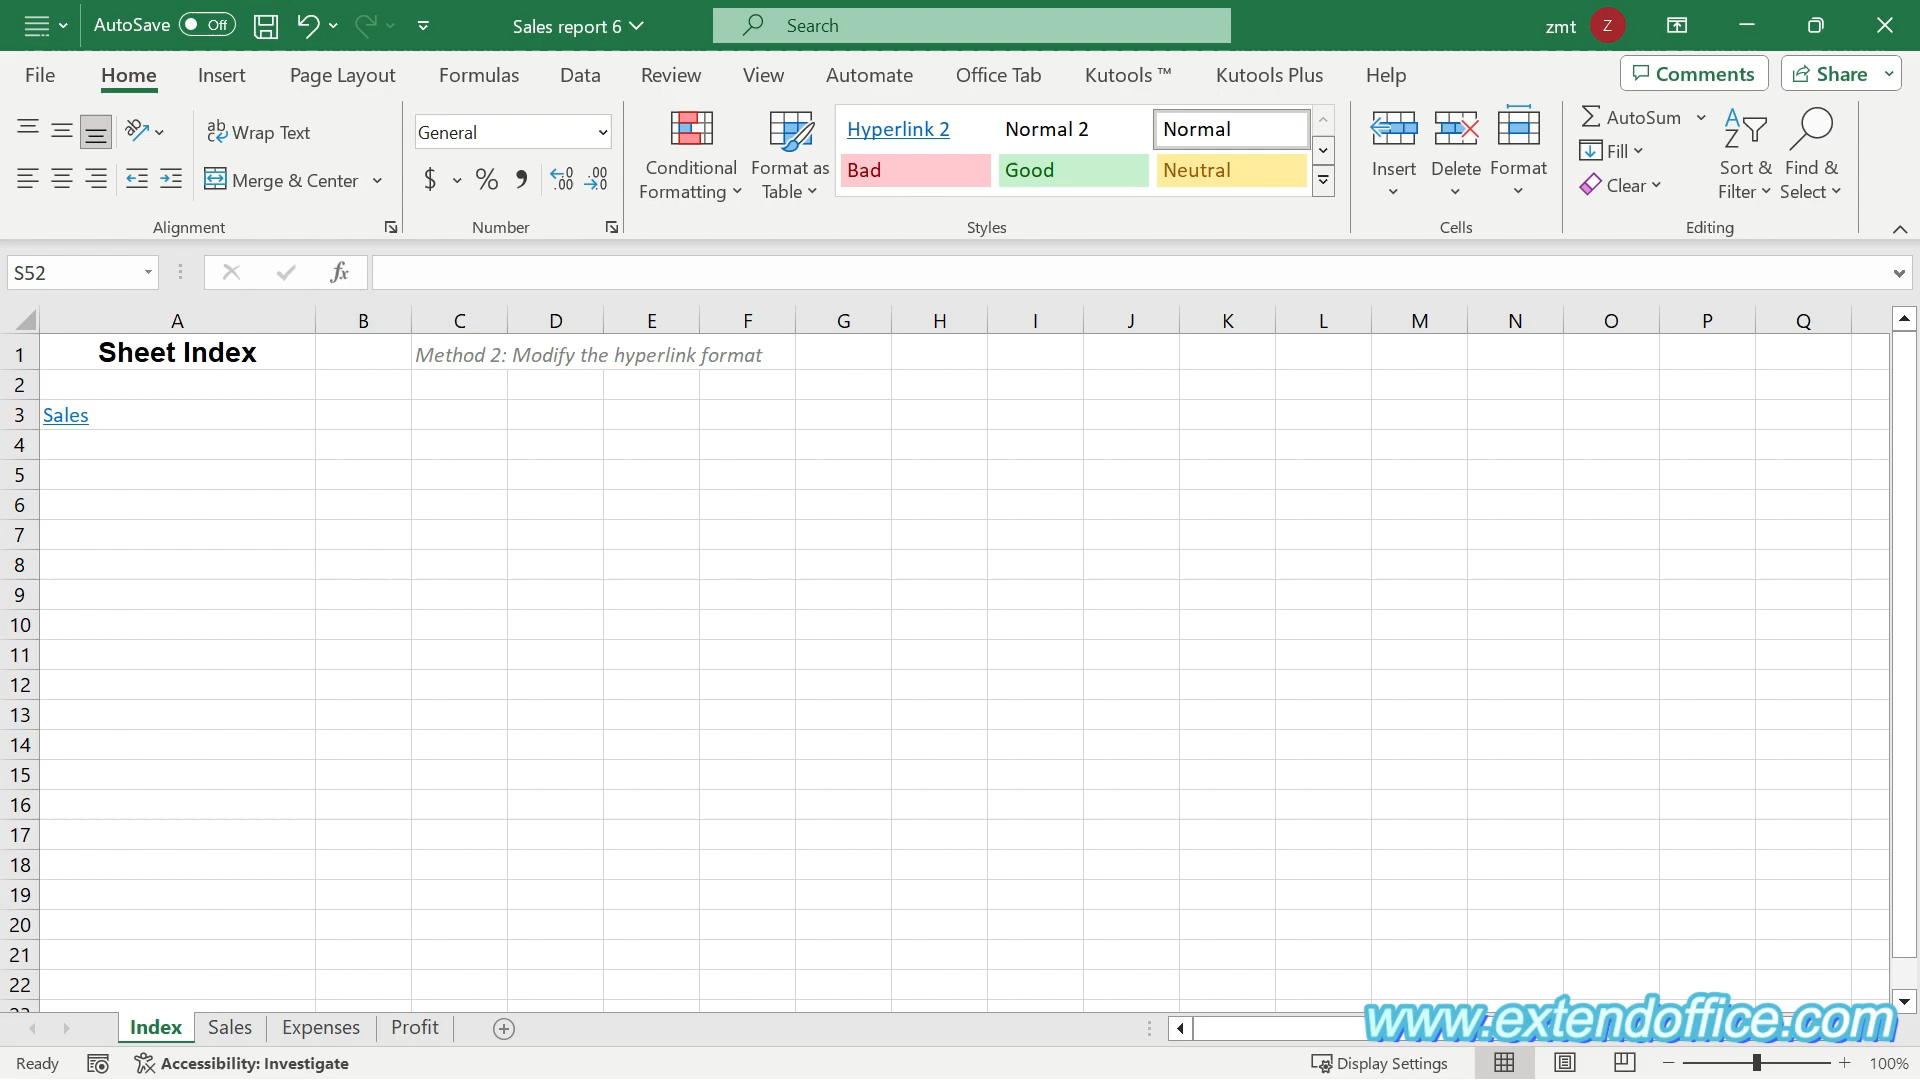 AutoSave Off Sales report 6 Search zmt Z
File Home Insert Page Layout Formulas Data Review View Automate Office Tab Kutools ™ Kutools Plus Help Comments Share
ab Wrap Text General Hyperlink 2 Normal 2 Normal AutoSum
Conditional Formatting Format as Table Insert Delete Format Fill Sort & Filter Find & Select
Merge & Center $ % , .00 .00 Bad Good Neutral Clear
Alignment Number Styles Cells Editing
S52 fx
A B C D E F G H I J K L M N O P Q
1 Sheet Index Method 2: Modify the hyperlink format
2
3 Sales
4
5
6
7
8
9
10
11
12
13
14
15
16
17
18
19
20
21
22
Index Sales Expenses Profit
www.extendoffice.com
Ready Accessibility: Investigate Display Settings 100%